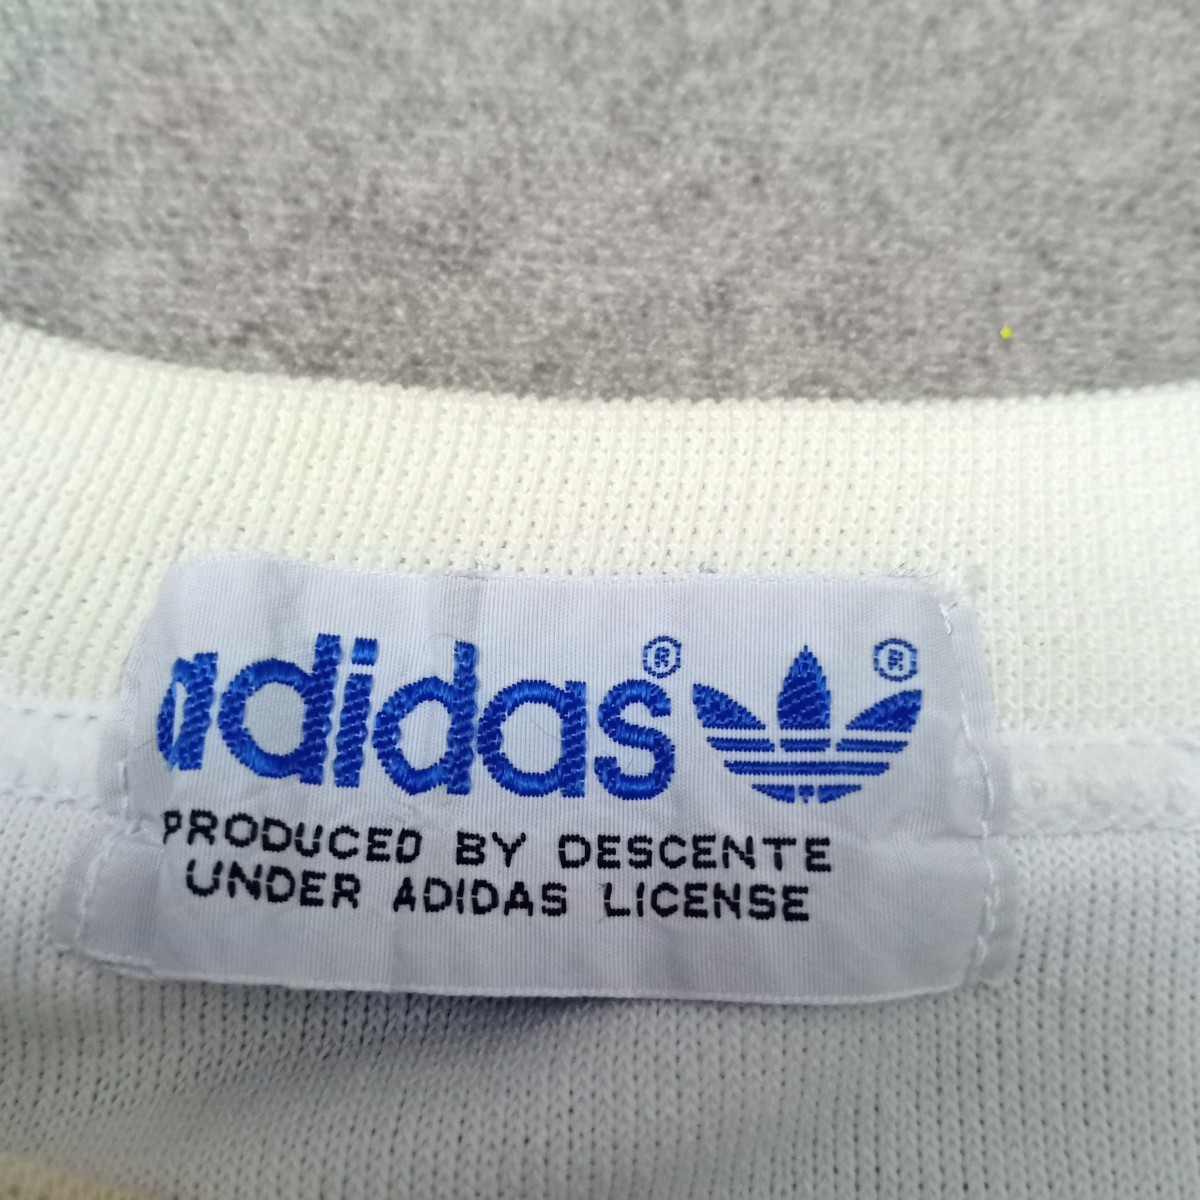 adidas® ®
PRODUCED BY DESCENTE
UNDER ADIDAS LICENSE